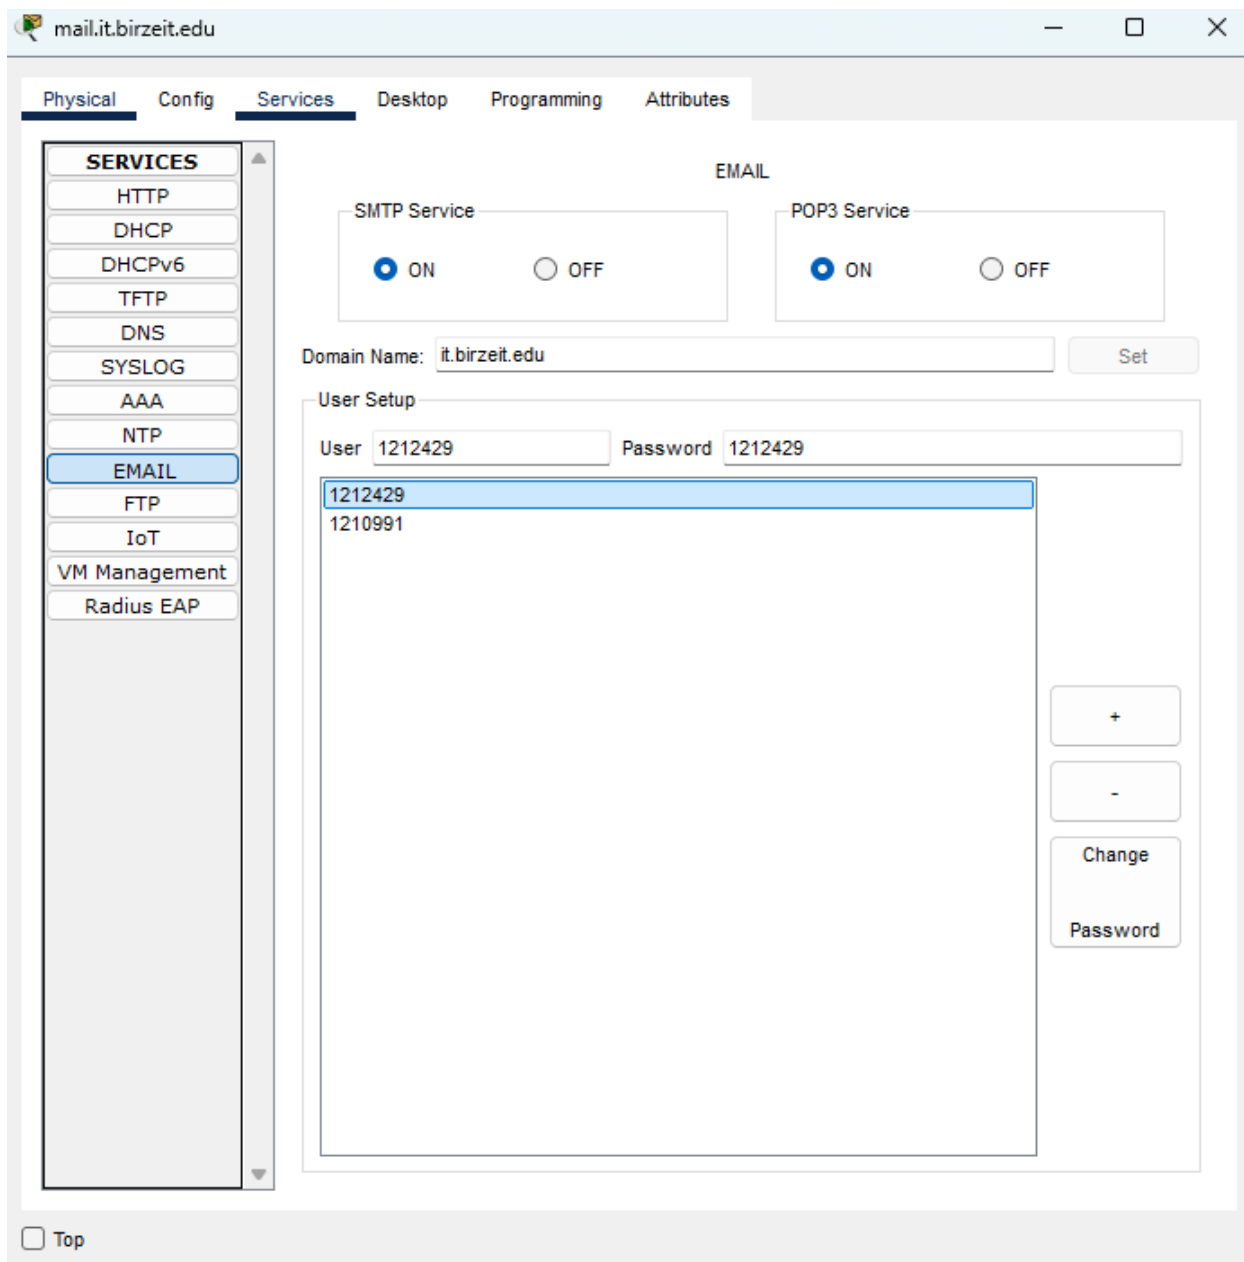 mail.it.birzeit.edu
Physical Config Services Desktop Programming Attributes
SERVICES
HTTP
DHCP
DHCPv6
TFTP
DNS
SYSLOG
AAA
NTP
EMAIL
FTP
IoT
VM Management
Radius EAP
EMAIL
SMTP Service
ON OFF
POP3 Service
ON OFF
Domain Name: it.birzeit.edu Set
User Setup
User 1212429 Password 1212429
1212429
1210991
+
-
Change
Password
Top